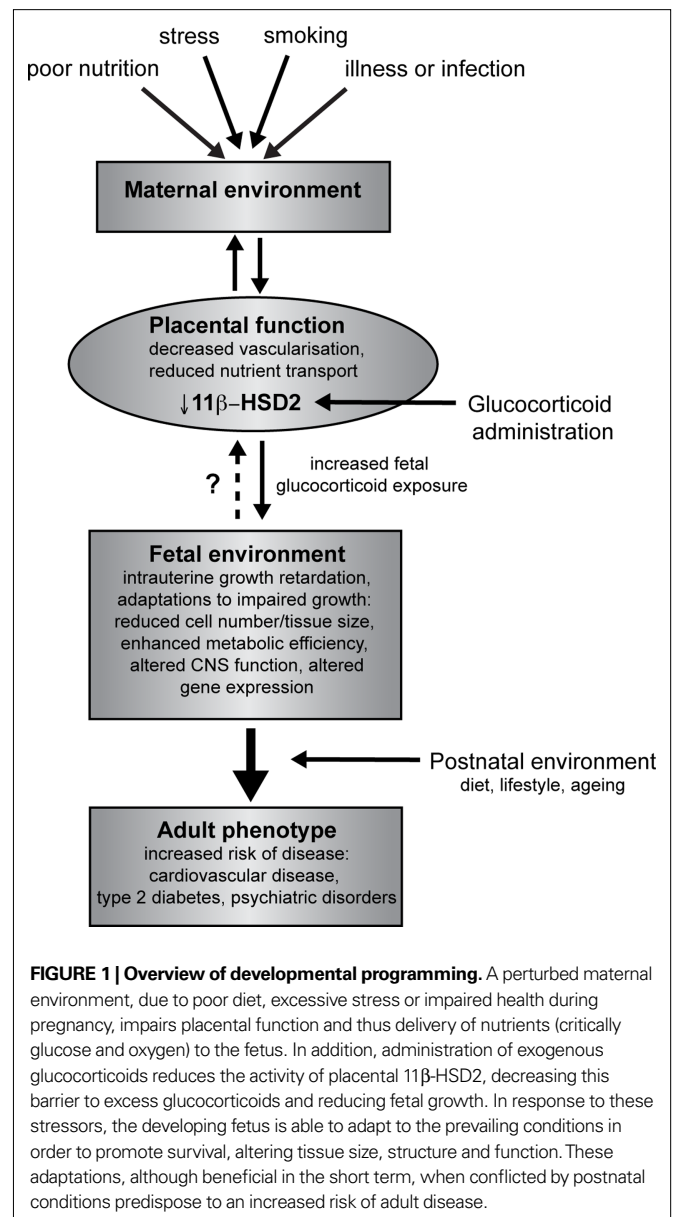 stress
smoking
poor nutrition
illness or infection
Maternal environment
Placental function
decreased vascularisation,
reduced nutrient transport
↓11β–HSD2
Glucocorticoid
administration
?
increased fetal
glucocorticoid exposure
Fetal environment
intrauterine growth retardation,
adaptations to impaired growth:
reduced cell number/tissue size,
enhanced metabolic efficiency,
altered CNS function, altered
gene expression
Postnatal environment
diet, lifestyle, ageing
Adult phenotype
increased risk of disease:
cardiovascular disease,
type 2 diabetes, psychiatric disorders
FIGURE 1 | Overview of developmental programming. A perturbed maternal
environment, due to poor diet, excessive stress or impaired health during
pregnancy, impairs placental function and thus delivery of nutrients (critically
glucose and oxygen) to the fetus. In addition, administration of exogenous
glucocorticoids reduces the activity of placental 11β-HSD2, decreasing this
barrier to excess glucocorticoids and reducing fetal growth. In response to these
stressors, the developing fetus is able to adapt to the prevailing conditions in
order to promote survival, altering tissue size, structure and function. These
adaptations, although beneficial in the short term, when conflicted by postnatal
conditions predispose to an increased risk of adult disease.